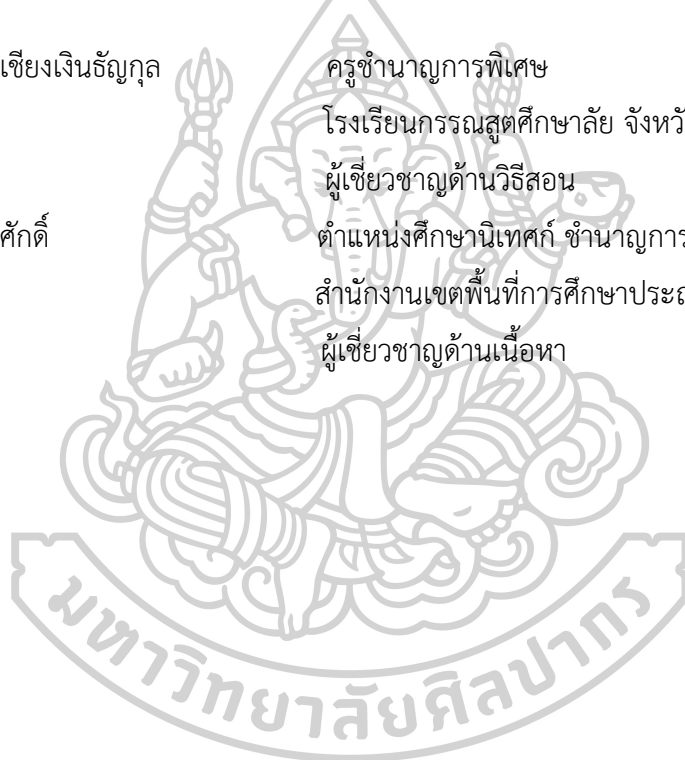 เชียงเงินธัญกุล ครูชำนาญการพิเศษ
โรงเรียนกรรณสูตศึกษาลัย จังหวั
ผู้เชี่ยวชาญด้านวิธีสอน
ศักดิ์ ตำแหน่งศึกษานิเทศก์ ชำนาญการ
สำนักงานเขตพื้นที่การศึกษาประถ
ผู้เชี่ยวชาญด้านเนื้อหา
มหาวิทยาลัยศิลปากร